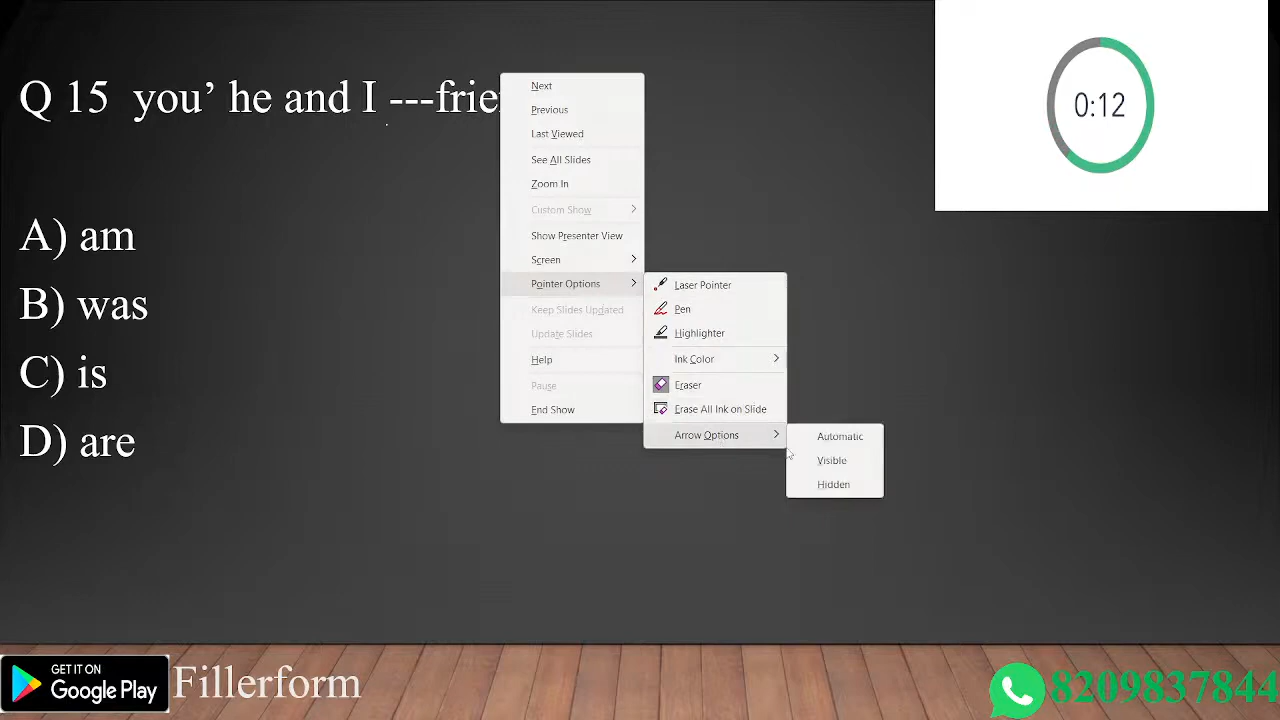 Q 15 you’ he and I ---frie
A) am
B) was
C) is
D) are
0:12
Next
Previous
Last Viewed
See All Slides
Zoom In
Custom Show
Show Presenter View
Screen
Pointer Options
Keep Slides Updated
Update Slides
Help
Pause
End Show
Laser Pointer
Pen
Highlighter
Ink Color
Eraser
Erase All Ink on Slide
Arrow Options
Automatic
Visible
Hidden
GET IT ON
Google Play
Fillerform
8209837844